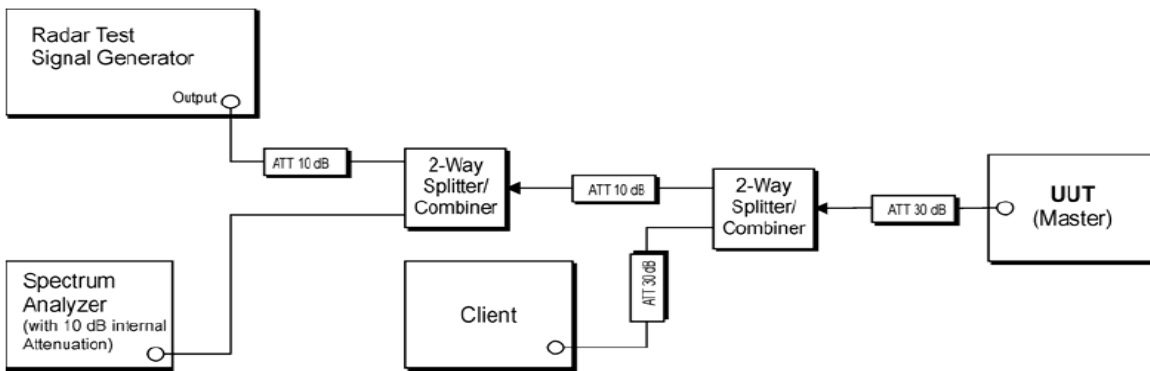 Radar Test
Signal Generator
Output
ATT 10 dB
2-Way
Splitter/
Combiner
ATT 10 dB
2-Way
Splitter/
Combiner
ATT 30 dB
UUT
(Master)
Spectrum
Analyzer
(with 10 dB internal
Attenuation)
Client
ATT 30 dB